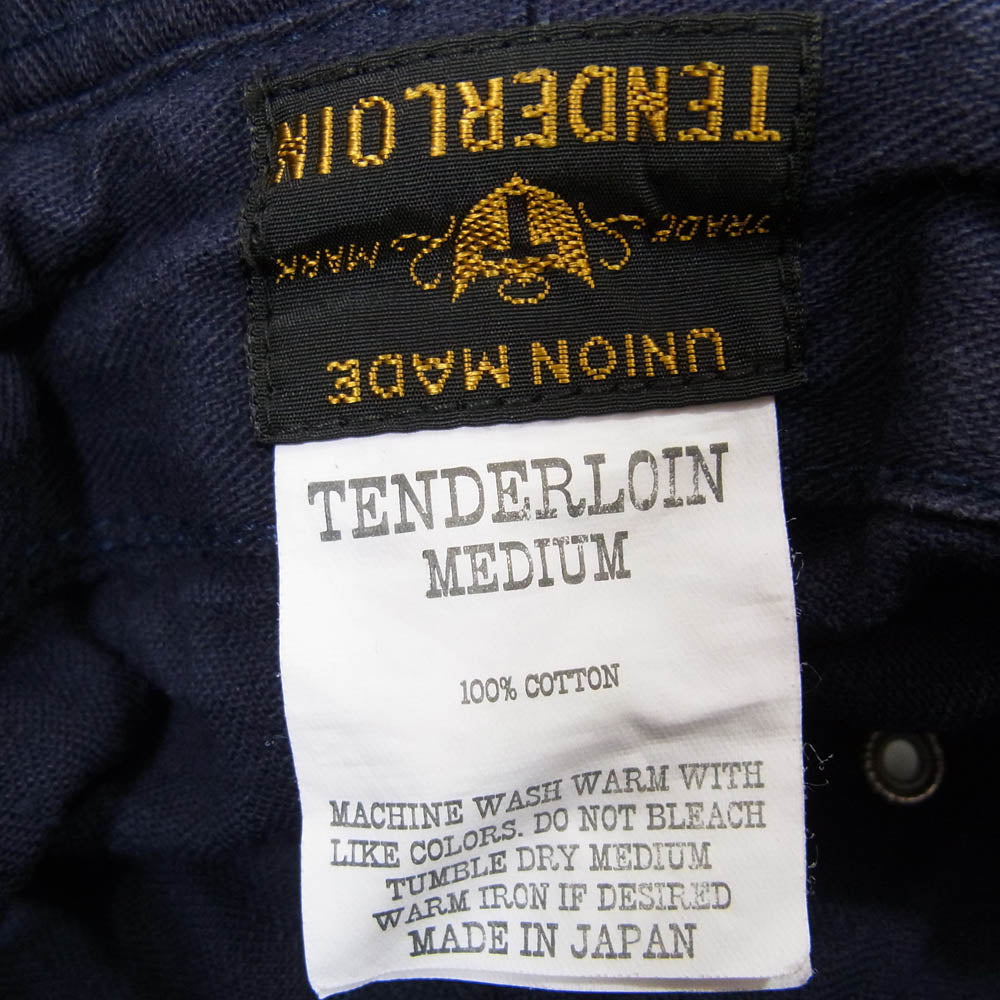 TENDERLOIN
TRADE MARK
T
UNION MADE
TENDERLOIN
MEDIUM
100% COTTON
MACHINE WASH WARM WITH
LIKE COLORS. DO NOT BLEACH
TUMBLE DRY MEDIUM
WARM IRON IF DESIRED
MADE IN JAPAN